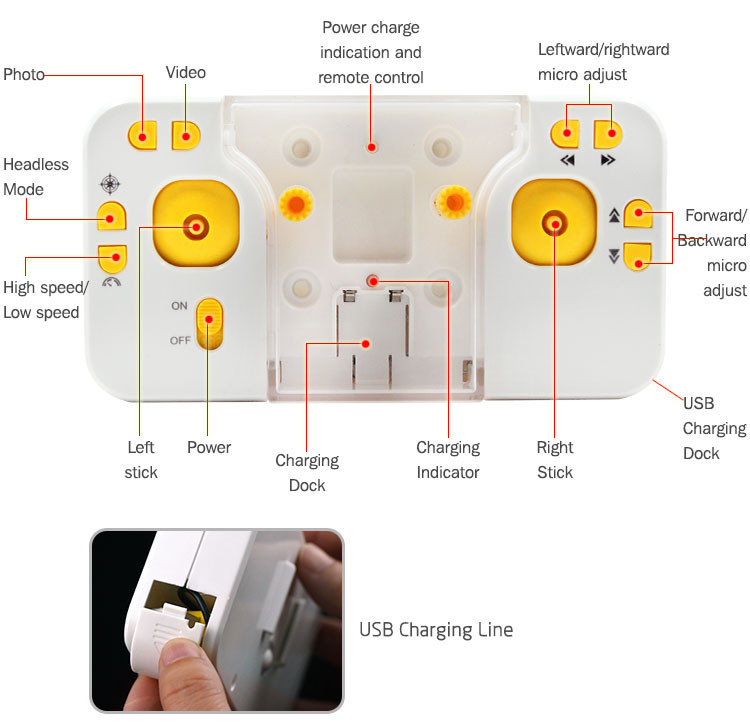 Power charge
indication and
remote control
Leftward/rightward
micro adjust
Photo
Video
Headless
Mode
High speed/
Low speed
ON
OFF
Forward/
Backward
micro
adjust
USB
Charging
Dock
Left
stick
Power
Charging
Dock
Charging
Indicator
Right
Stick
USB Charging Line